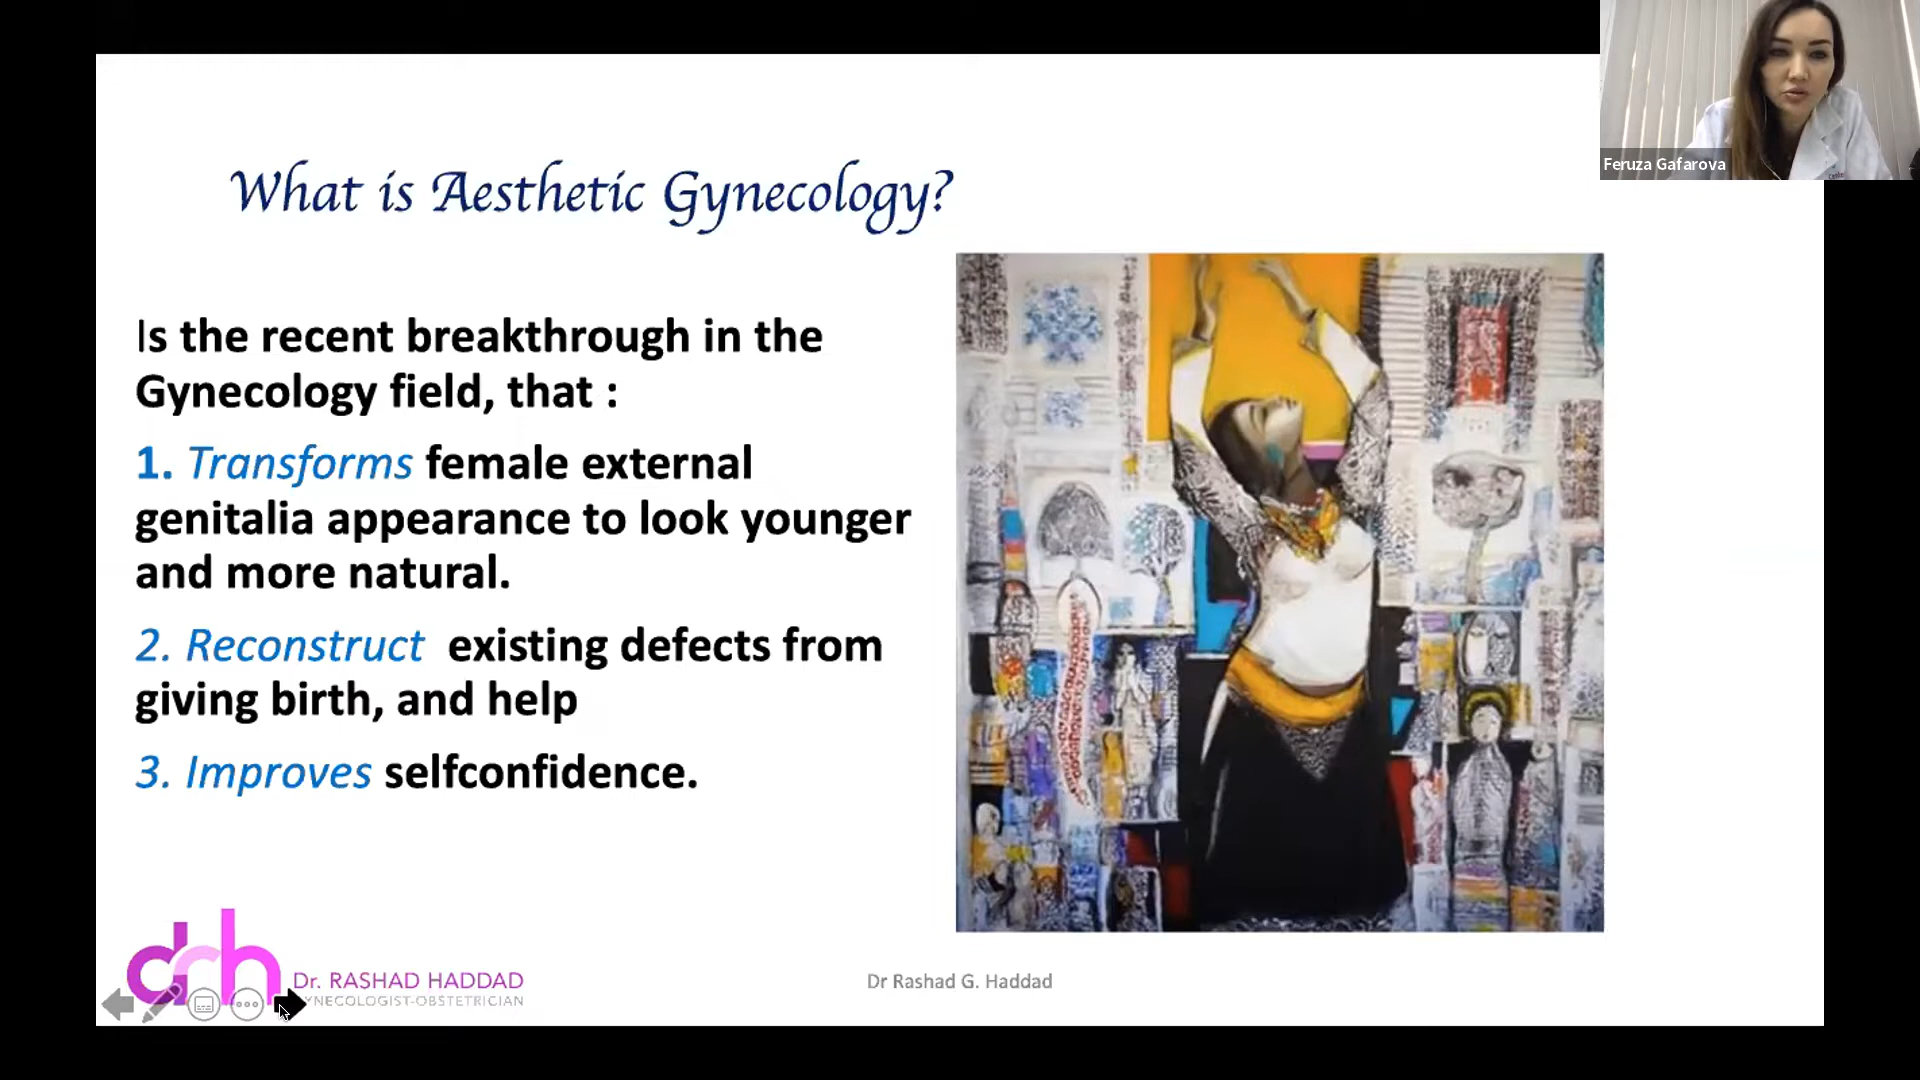 Feruza Gafarova
What is Aesthetic Gynecology?
Is the recent breakthrough in the
Gynecology field, that :
1. Transforms female external
genitalia appearance to look younger
and more natural.
2. Reconstruct existing defects from
giving birth, and help
3. Improves selfconfidence.
drh
Dr. RASHAD HADDAD
YNECOLOGIST-OBSTETRICIAN
Dr Rashad G. Haddad